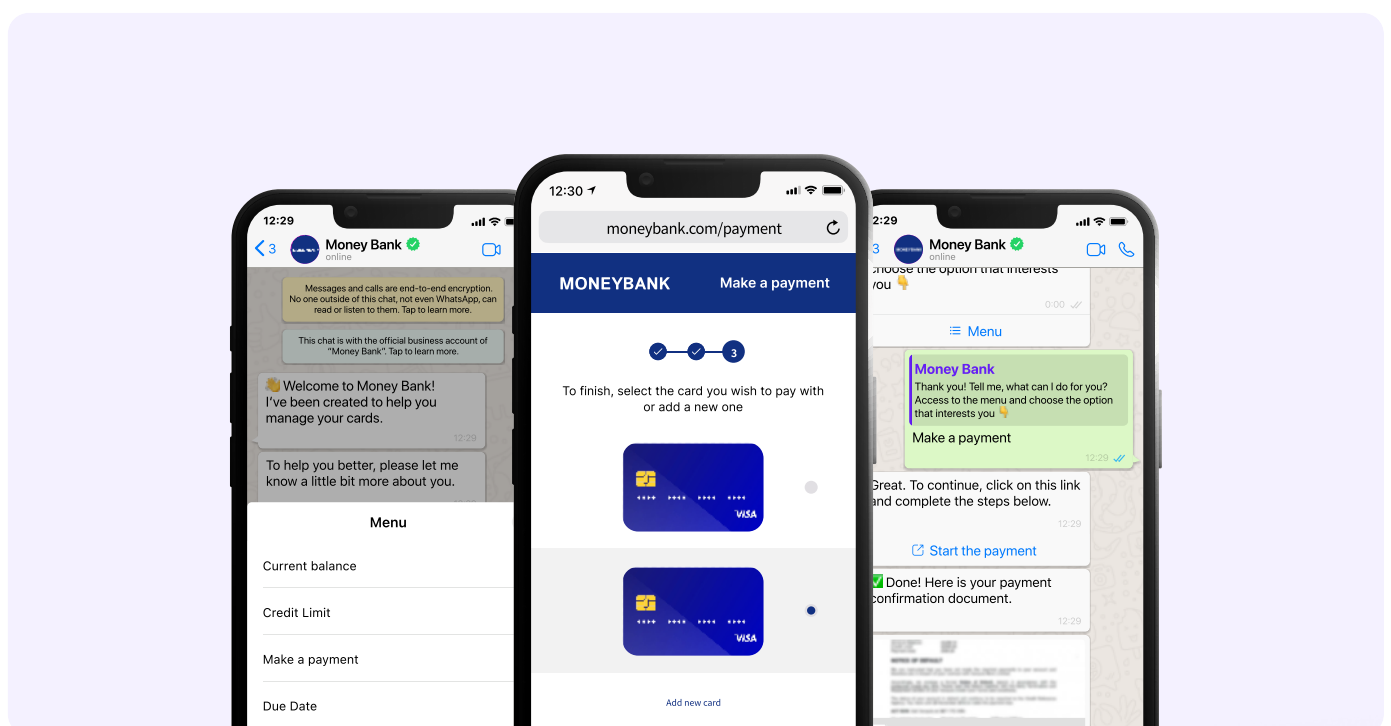 12:29
3
Money Bank
online
Messages and calls are end-to-end encryption.
No one outside of this chat, not even WhatsApp, can
read or listen to them. Tap to learn more.
This chat is with the official business account of
“Money Bank”. Tap to learn more.
👋 Welcome to Money Bank!
I’ve been created to help you
manage your cards.
12:29
To help you better, please let me
know a little bit more about you.
Menu
Current balance
Credit Limit
Make a payment
Due Date
12:30
moneybank.com/payment
MONEYBANK
Make a payment
3
To finish, select the card you wish to pay with
or add a new one
VISA
VISA
Add new card
2:29
3
Money Bank
online
choose the option that interests
you 👇
0:00
Menu
Money Bank
Thank you! Tell me, what can I do for you?
Access to the menu and choose the option
that interests you 👇
Make a payment
12:29
Great. To continue, click on this link
and complete the steps below.
12:29
Start the payment
✅ Done! Here is your payment
confirmation document.
12:29
NOTICE OF DEFAULT